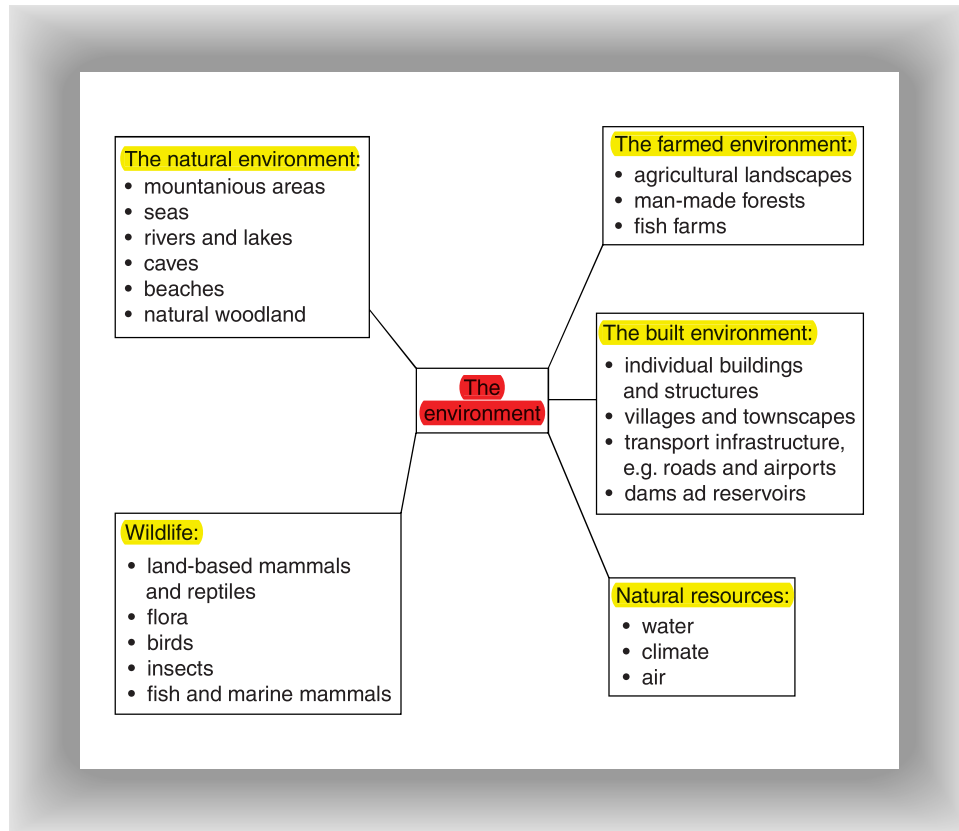 The natural environment:
• mountanious areas
• seas
• rivers and lakes
• caves
• beaches
• natural woodland
The farmed environment:
• agricultural landscapes
• man-made forests
• fish farms
The built environment:
• individual buildings
and structures
• villages and townscapes
• transport infrastructure,
e.g. roads and airports
• dams ad reservoirs
The
environment
Wildlife:
• land-based mammals
and reptiles
• flora
• birds
• insects
• fish and marine mammals
Natural resources:
• water
• climate
• air